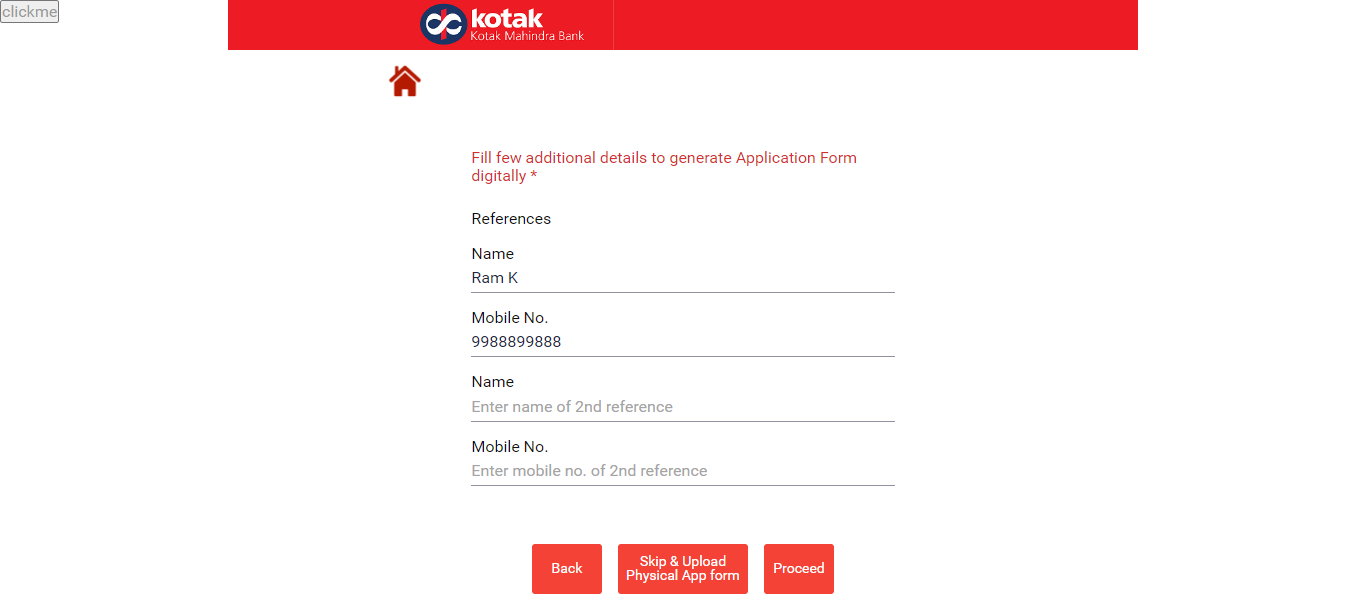 clickme
kotak
Kotak Mahindra Bank
Fill few additional details to generate Application Form
digitally *
References
Name
Ram K
Mobile No.
9988899888
Name
Enter name of 2nd reference
Mobile No.
Enter mobile no. of 2nd reference
Back
Skip & Upload
Physical App form
Proceed